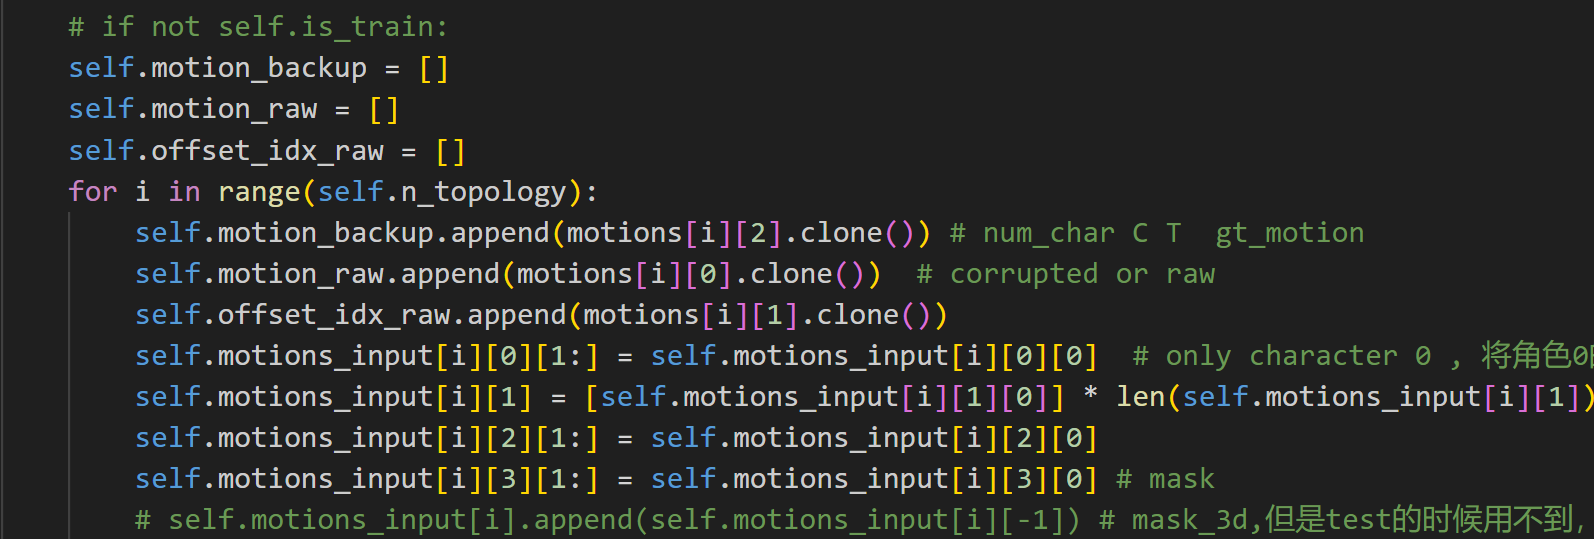 # if not self.is_train:
self.motion_backup = []
self.motion_raw = []
self.offset_idx_raw = []
for i in range(self.n_topology):
    self.motion_backup.append(motions[i][2].clone()) # num_char C T  gt_motion
    self.motion_raw.append(motions[i][0].clone())  # corrupted or raw
    self.offset_idx_raw.append(motions[i][1].clone())
    self.motions_input[i][0][1:] = self.motions_input[i][0][0]  # only character 0 , 将角色0
    self.motions_input[i][1] = [self.motions_input[i][1][0]] * len(self.motions_input[i][1])
    self.motions_input[i][2][1:] = self.motions_input[i][2][0]
    self.motions_input[i][3][1:] = self.motions_input[i][3][0] # mask
    # self.motions_input[i].append(self.motions_input[i][-1]) # mask_3d,但是test的时候用不到,